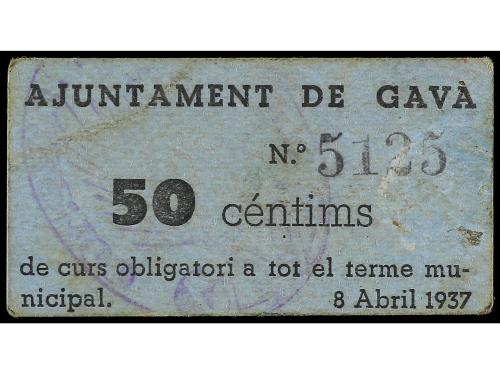 AJUNTAMENT DE GAVÀ
N.º 5125
50 céntims
de curs obligatori a tot el terme mu-
nicipal. 8 Abril 1937